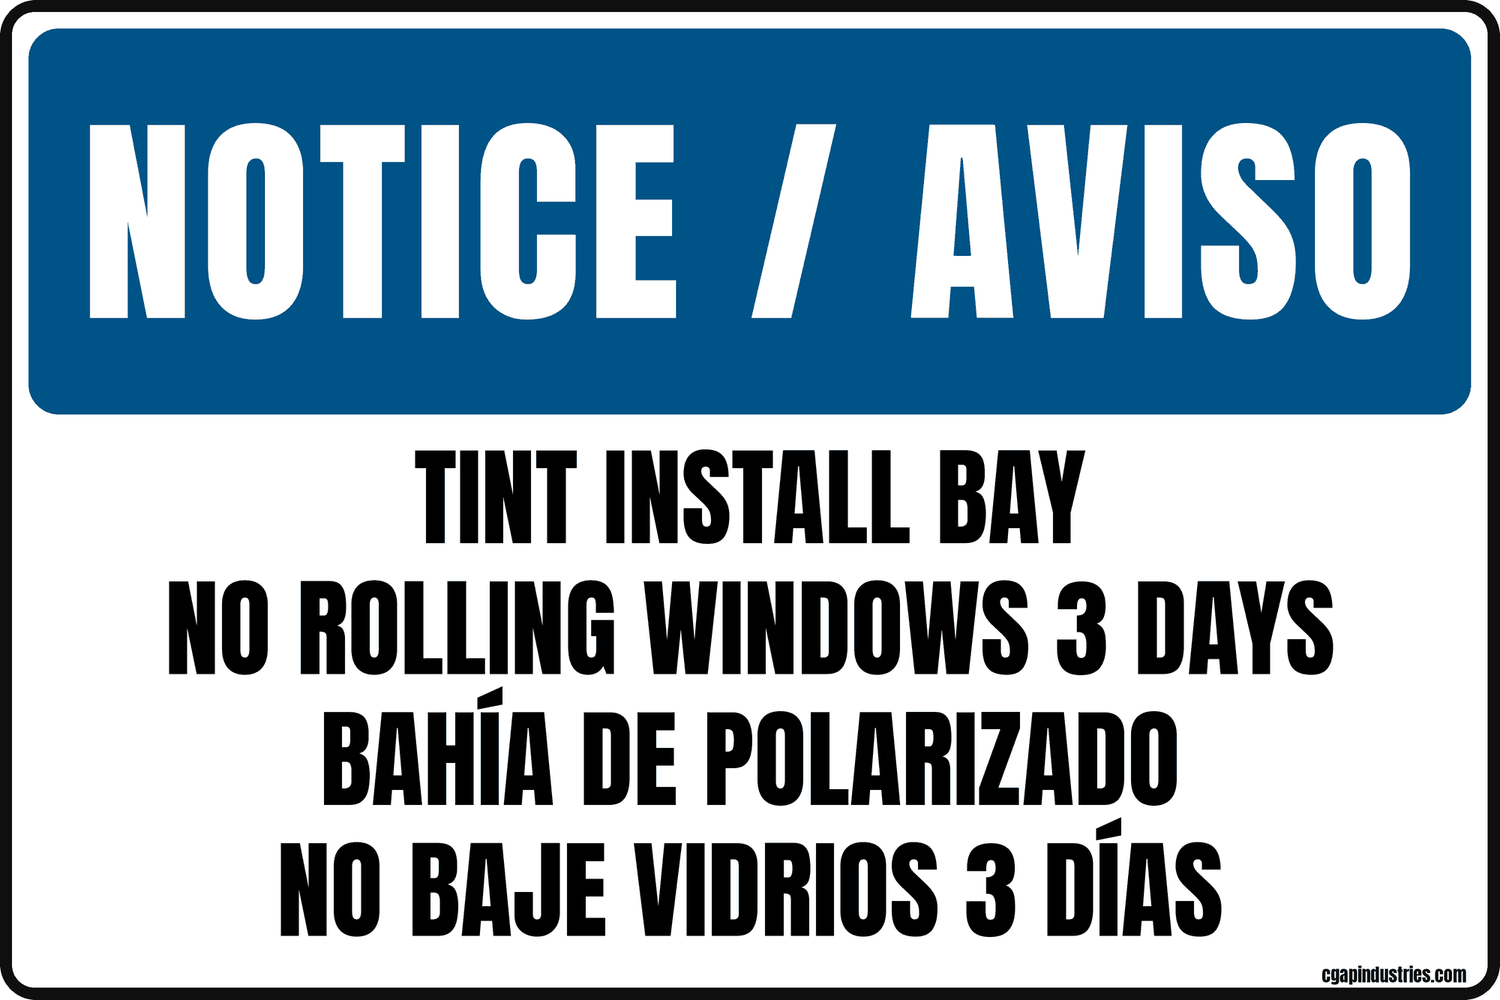 NOTICE / AVISO
TINT INSTALL BAY
NO ROLLING WINDOWS 3 DAYS
BAHÍA DE POLARIZADO
NO BAJE VIDRIOS 3 DÍAS
cgapindustries.com